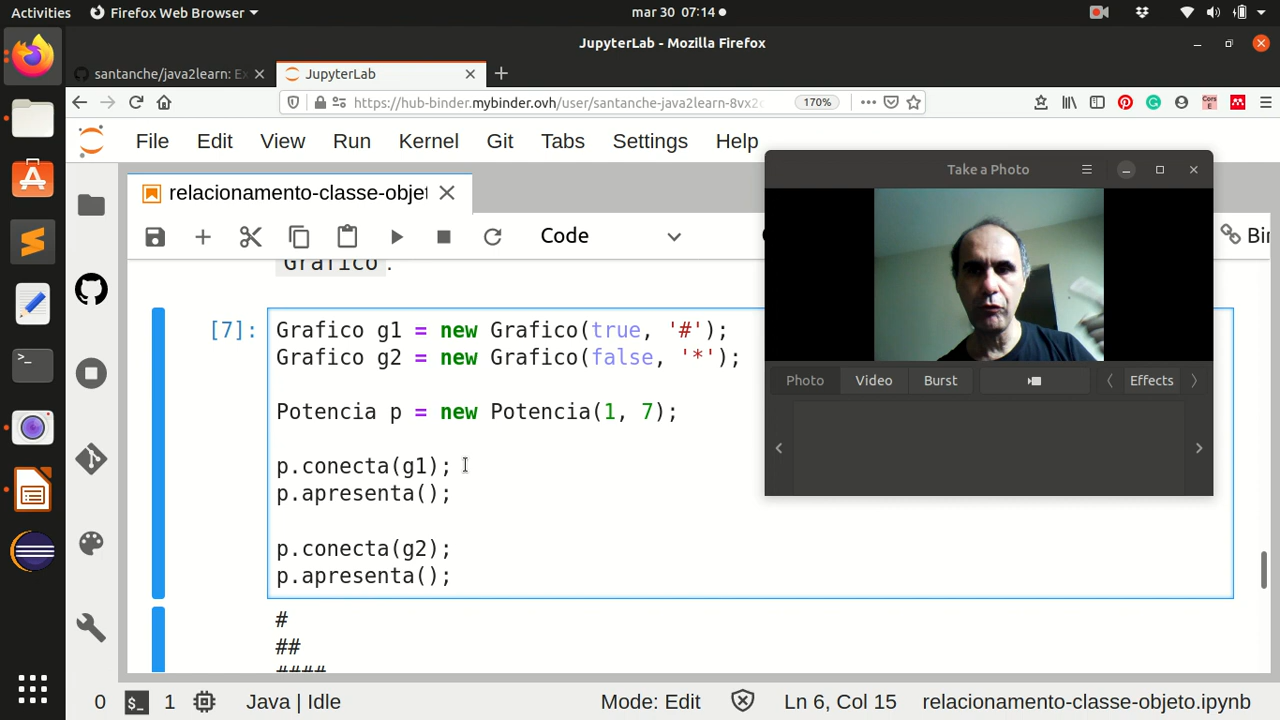 Activities
Firefox Web Browser
mar 30 07:14
JupyterLab - Mozilla Firefox
santanche/java2learn: Ex
JupyterLab
https://hub-binder.mybinder.ovh/user/santanche-java2learn-8vx2
170%
File Edit View Run Kernel Git Tabs Settings Help
Take a Photo
relacionamento-classe-objet
Code
Bin
Grafico.
[7]:
Grafico g1 = new Grafico(true, '#');
Grafico g2 = new Grafico(false, '*');
Potencia p = new Potencia(1, 7);
p.conecta(g1);
p.apresenta();
p.conecta(g2);
p.apresenta();
Photo Video Burst Effects
#
##
####
0 $_ 1 Java | Idle Mode: Edit Ln 6, Col 15 relacionamento-classe-objeto.ipynb